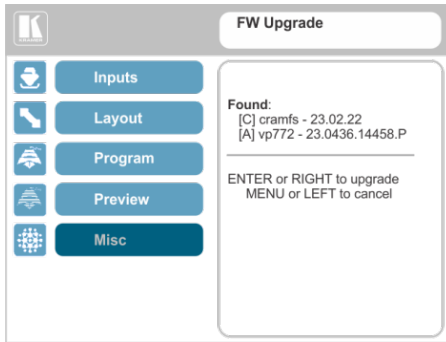 FW Upgrade
Inputs
Layout
Program
Preview
Misc
Found:
[C] cramfs - 23.02.22
[A] vp772 - 23.0436.14458.P
ENTER or RIGHT to upgrade
MENU or LEFT to cancel